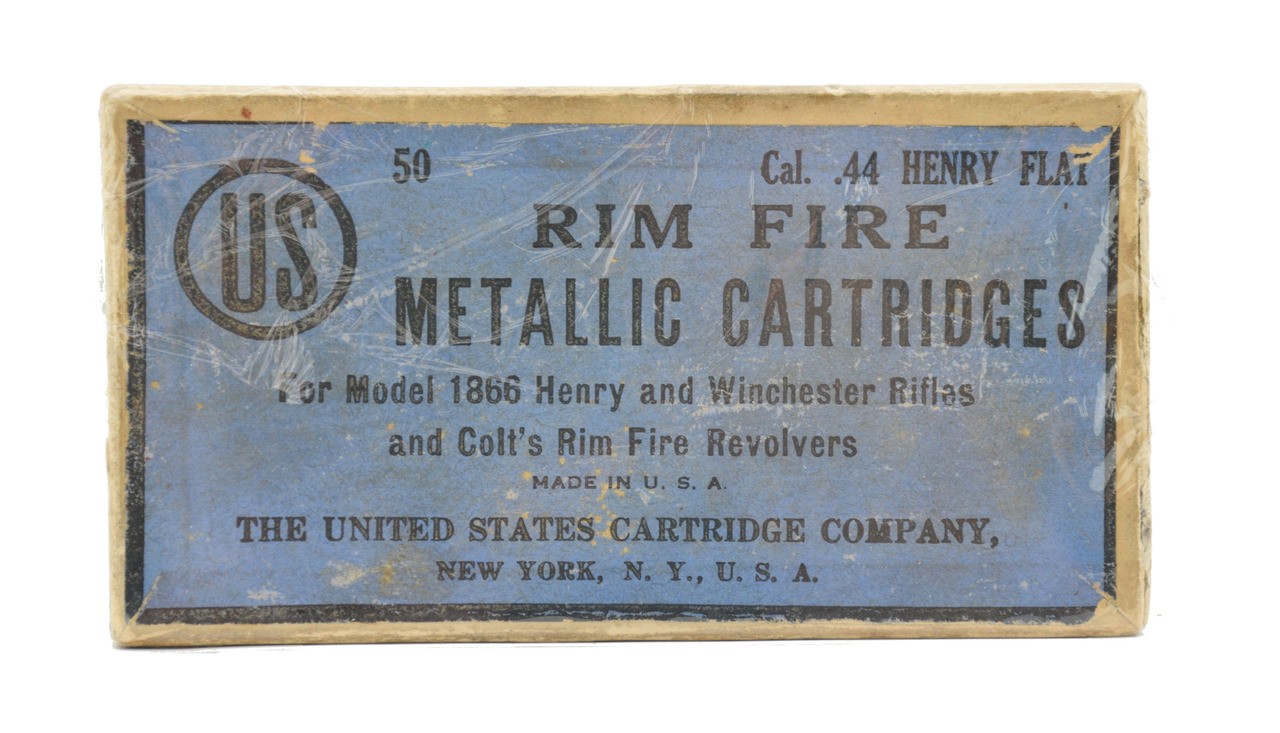 50 Cal. .44 HENRY FLAT
US
RIM FIRE
METALLIC CARTRIDGES
For Model 1866 Henry and Winchester Rifles
and Colt's Rim Fire Revolvers
MADE IN U. S. A.
THE UNITED STATES CARTRIDGE COMPANY,
NEW YORK, N. Y., U. S. A.